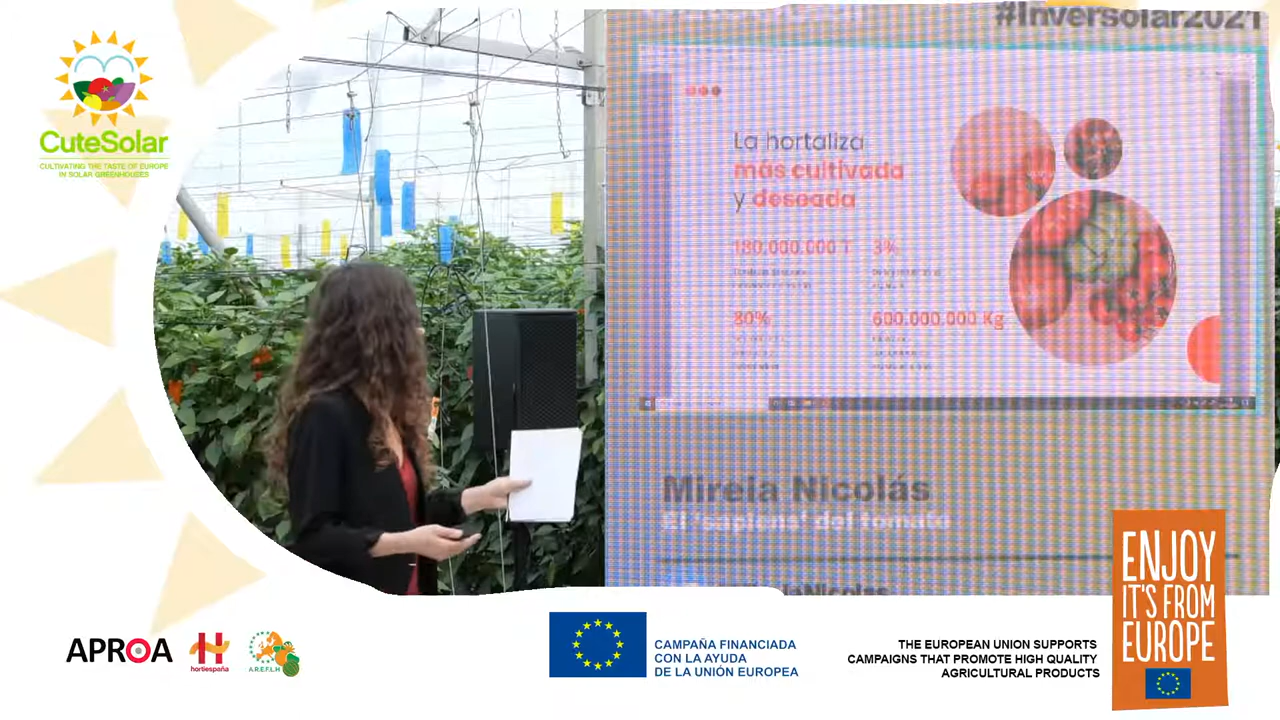 #Inversolar2021
CuteSolar
CULTIVATING THE TASTE OF EUROPE
IN SOLAR GREENHOUSES
La hortaliza
más cultivada
y deseada
180.000.000 T
3%
80%
600.000.000 Kg
Mireia Nicolás
El 'sapiens' del tomate
ENJOY
IT'S FROM
EUROPE
APROA
hortiespaña
A.R.E.F.L.H
CAMPAÑA FINANCIADA
CON LA AYUDA
DE LA UNIÓN EUROPEA
THE EUROPEAN UNION SUPPORTS
CAMPAIGNS THAT PROMOTE HIGH QUALITY
AGRICULTURAL PRODUCTS